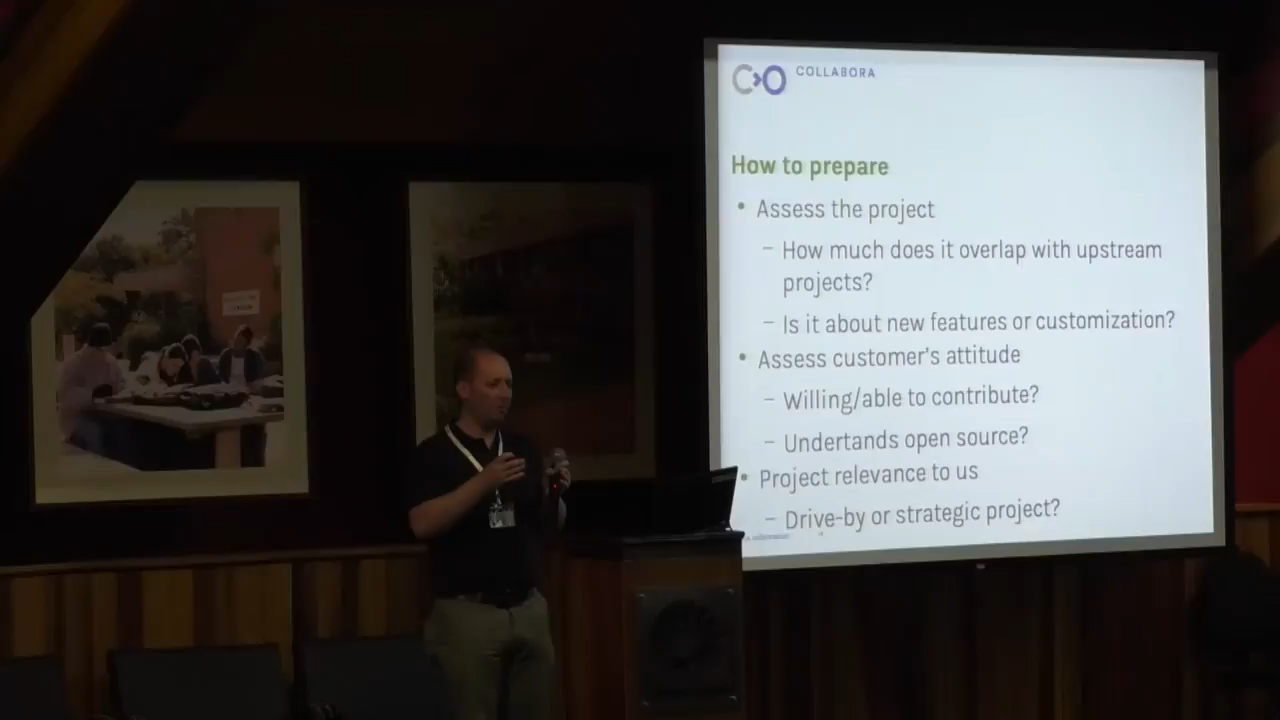 COLLABORA
How to prepare
• Assess the project
– How much does it overlap with upstream
projects?
– Is it about new features or customization?
• Assess customer's attitude
– Willing/able to contribute?
– Undertands open source?
• Project relevance to us
– Drive-by or strategic project?